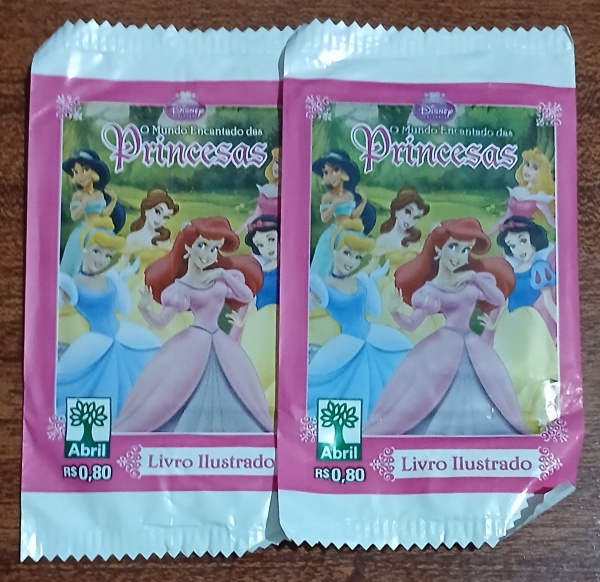 DISNEY
O Mundo Encantado das
Princesas
Abril
R$0,80
Livro Ilustrado
DISNEY
O Mundo Encantado das
Princesas
Abril
R$0,80
Livro Ilustrado